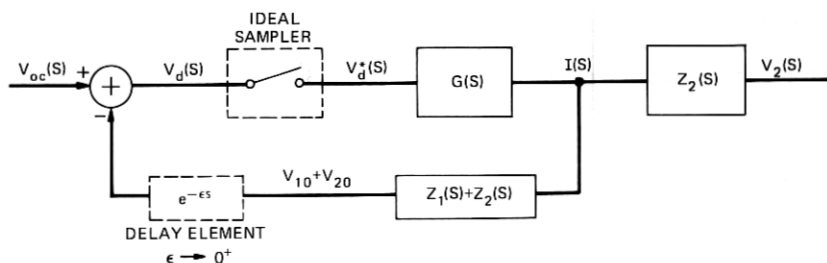 IDEAL
SAMPLER
V_oc(S) + V_d(S) V_d^*(S) G(S) I(S) Z_2(S) V_2(S)
+
−
e^{−εS} V_10+V_20 Z_1(S)+Z_2(S)
DELAY ELEMENT
ε → 0^+